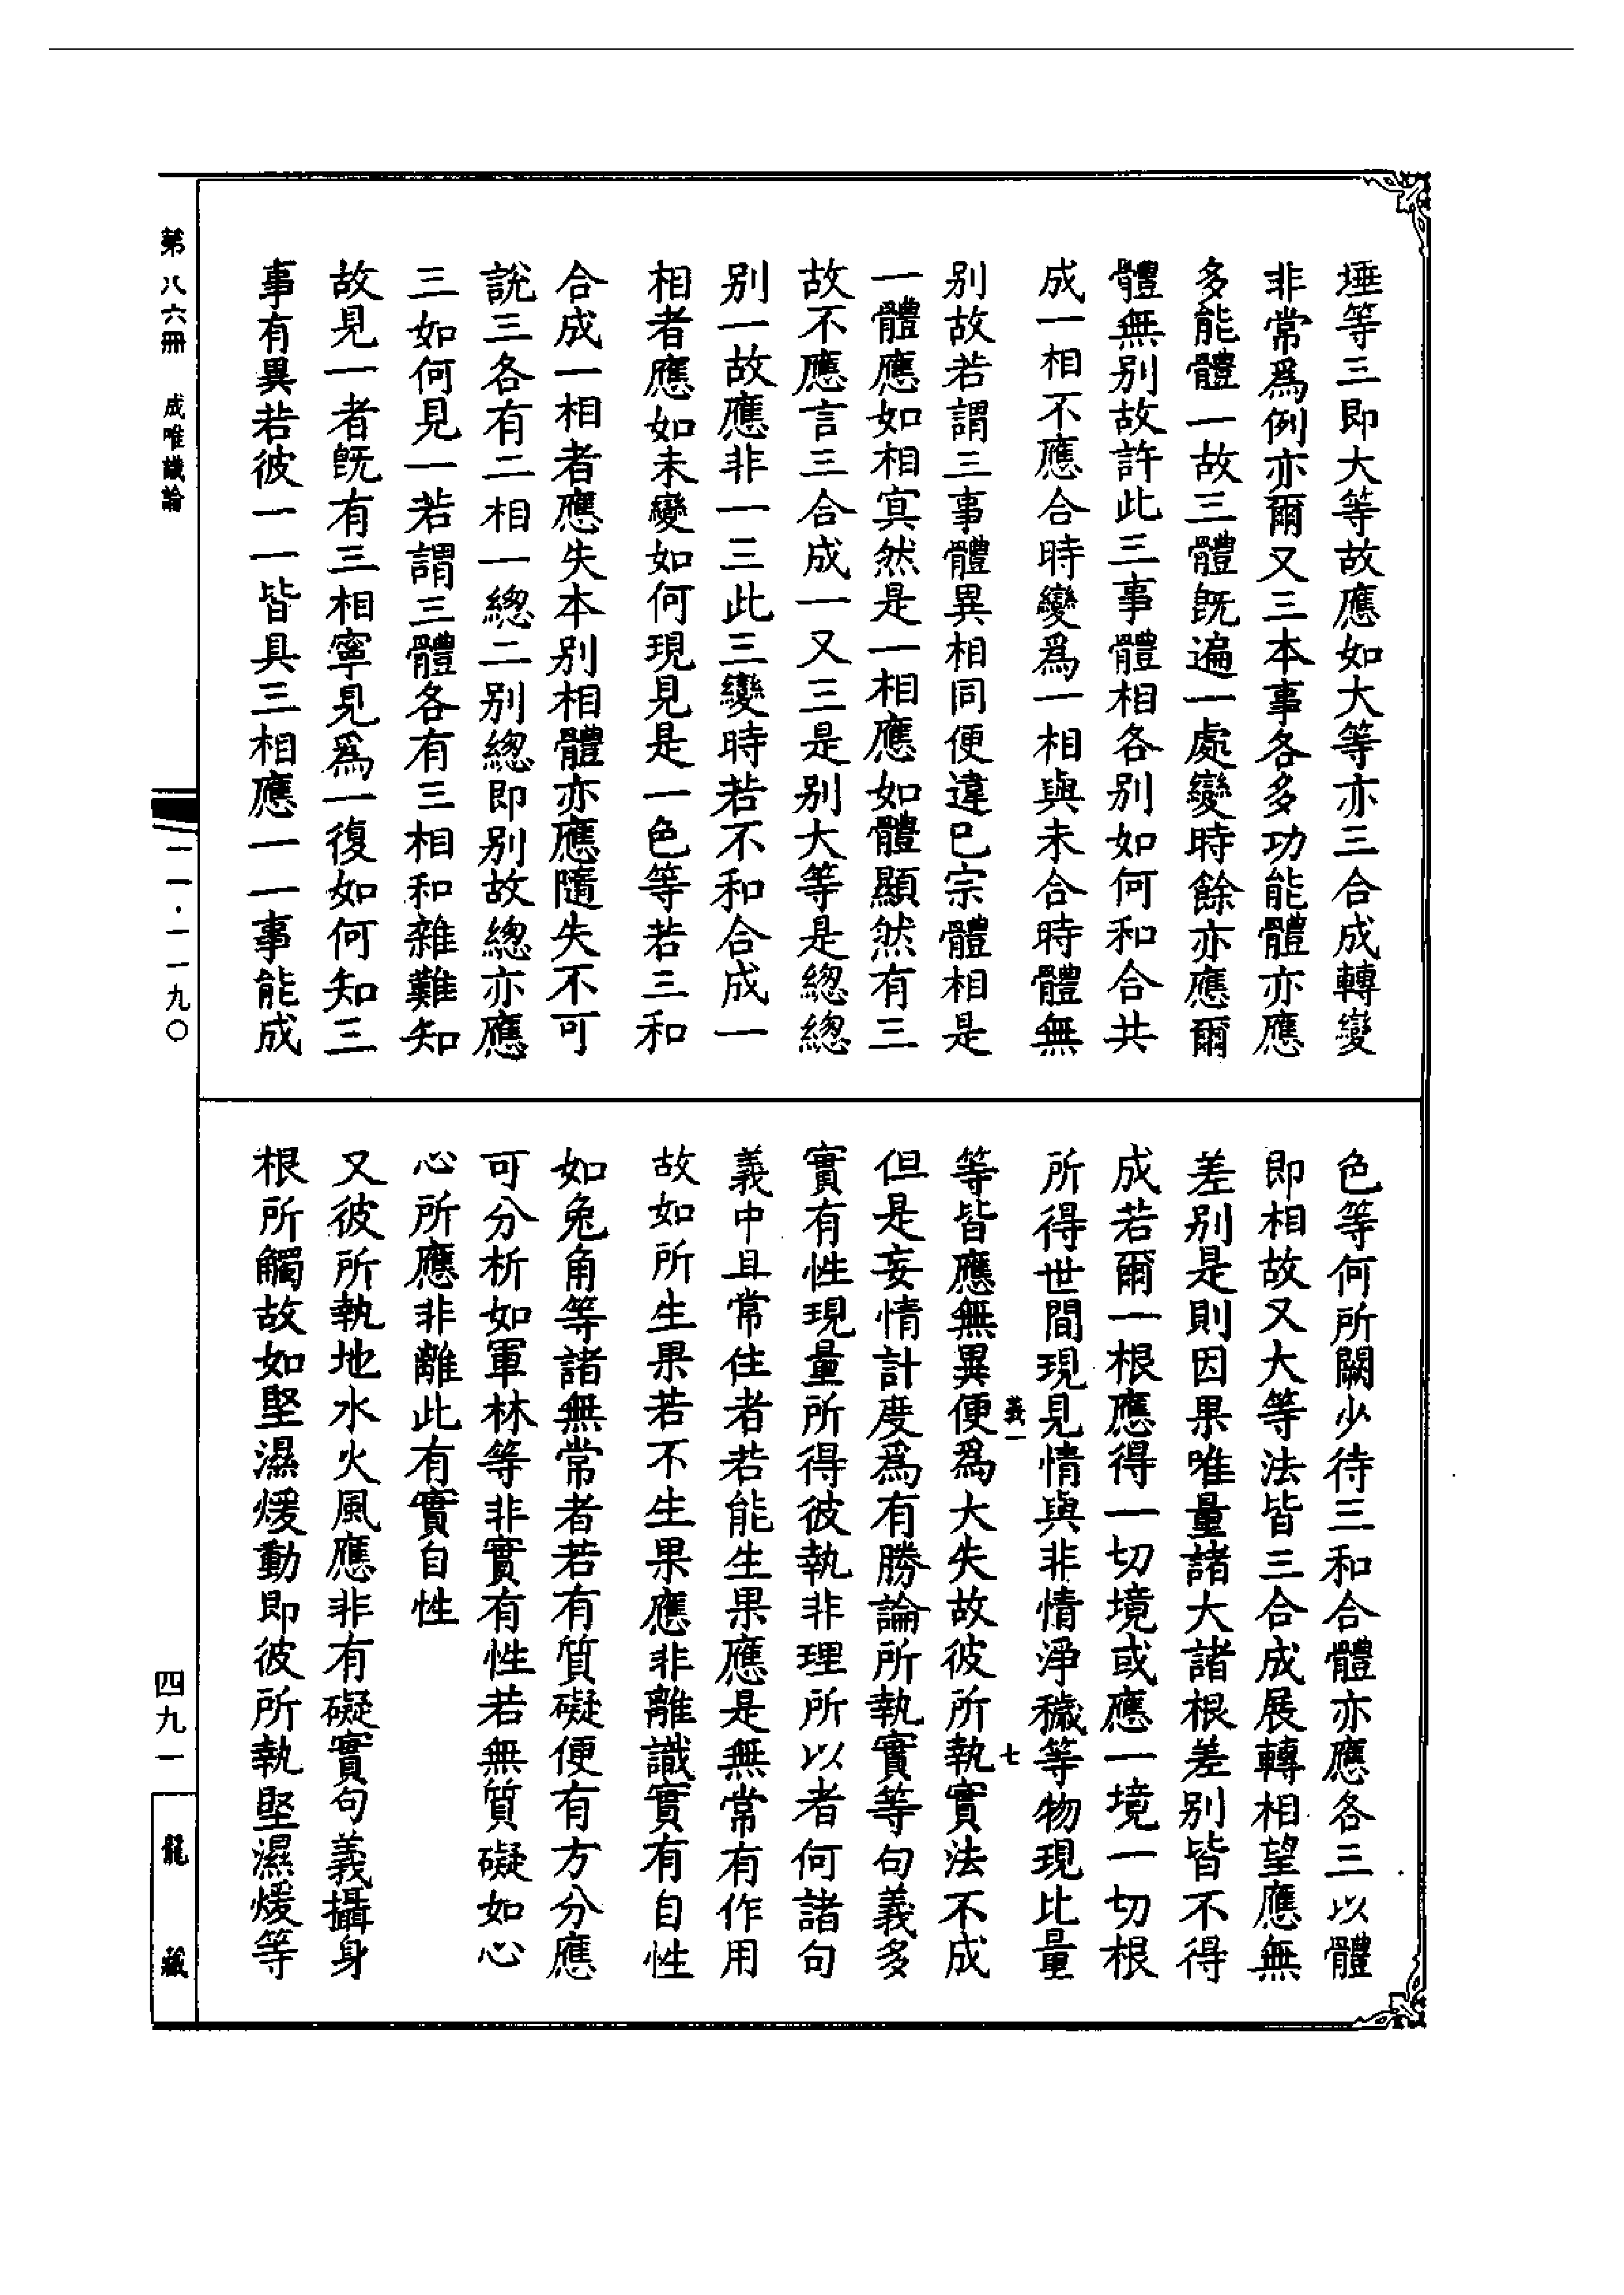 埵等三即大等故應如大等亦三合成轉變
非常爲例亦爾又三本事各多功能體亦應
多能體一故三體旣遍一處變時餘亦應爾
體無别故許此三事體相各别如何和合共
成一相不應合時變爲一相與未合時體無
别故若謂三事體異相同便違已宗體相是
一體應如相㝠然是一相應如體顯然有三
故不應言三合成一又三是别大等是總總
别一故應非一三此三變時若不和合成一
相者應如未變如何現見是一色等若三和
合成一相者應失本别相體亦應隨失不可
說三各有二相一總二别總即别故總亦應
三如何見一若謂三體各有三相和雜難知
故見一者旣有三相寧見爲一復如何知三
事有異若彼一一皆具三相應一一事能成
色等何所闕少待三和合體亦應各三以體
即相故又大等法皆三合成展轉相望應無
差别是則因果唯量諸大諸根差别皆不得
成若爾一根應得一切境或應一境一切根
所得世間現見情與非情淨穢等物現比量
義一 七
等皆應無異便爲大失故彼所執實法不成
但是妄情計度爲有勝論所執實等句義多
實有性現量所得彼執非理所以者何諸句
義中且常住者若能生果應是無常有作用
故如所生果若不生果應非離識實有自性
如兔角等諸無常者若有質礙便有方分應
可分析如軍林等非實有性若無質礙如心
心所應非離此有實自性
又彼所執地水火風應非有礙實句義攝身
根所觸故如堅濕煖動即彼所執堅濕煖等
第八六冊 成唯識論
一一·一一九〇
四九一
龍藏